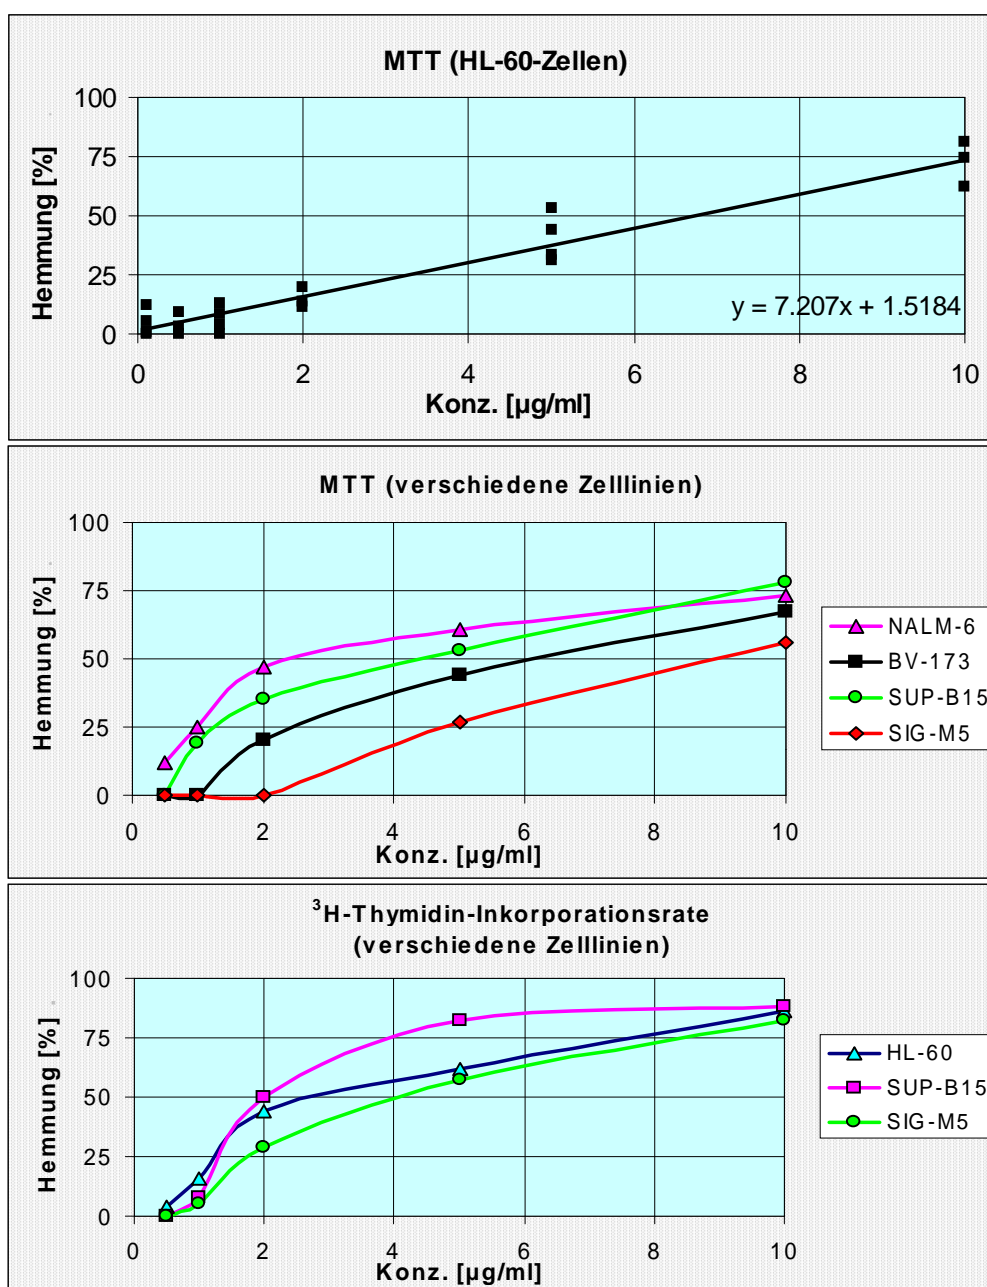 MTT (HL-60-Zellen)
100
75
50
25
0
Hemmung [%]
y = 7.207x + 1.5184
0 2 4 6 8 10
Konz. [µg/ml]
MTT (verschiedene Zelllinien)
100
75
50
25
0
Hemmung [%]
0 2 4 6 8 10
Konz. [µg/ml]
NALM-6
BV-173
SUP-B15
SIG-M5
³H-Thymidin-Inkorporationsrate
(verschiedene Zelllinien)
100
75
50
25
0
Hemmung [%]
0 2 4 6 8 10
Konz. [µg/ml]
HL-60
SUP-B15
SIG-M5